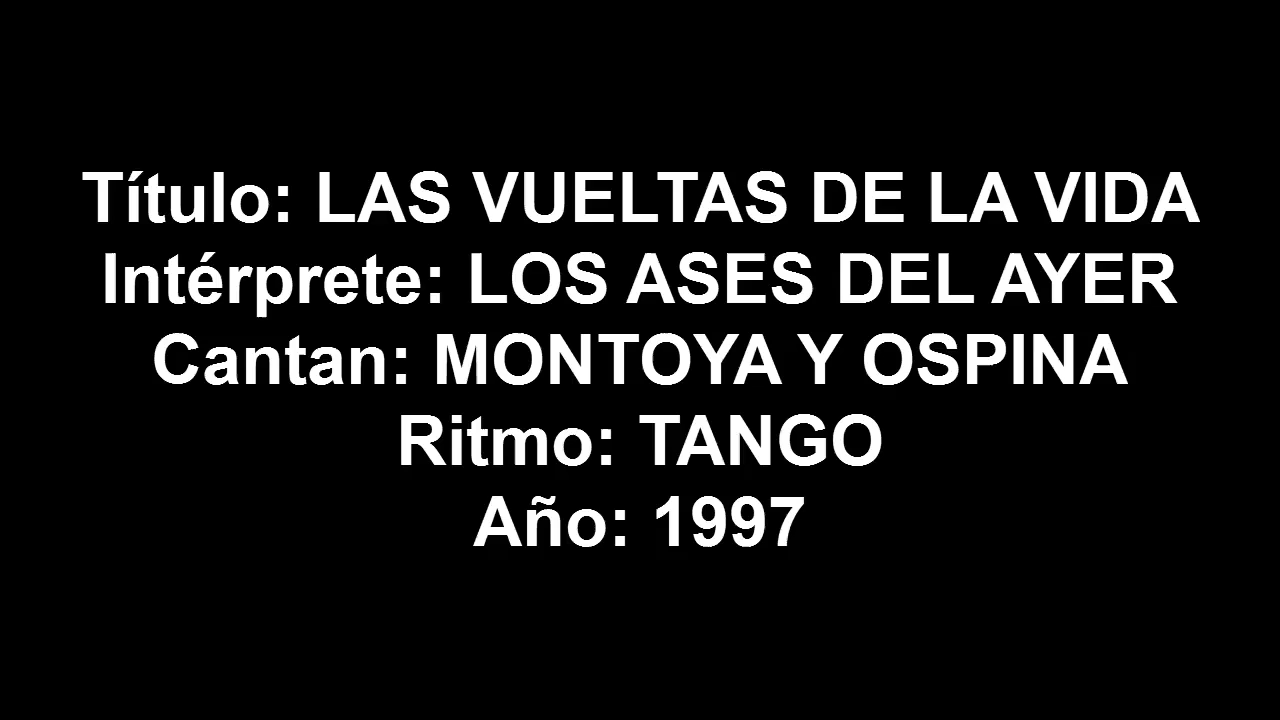 Título: LAS VUELTAS DE LA VIDA
Intérprete: LOS ASES DEL AYER
Cantan: MONTOYA Y OSPINA
Ritmo: TANGO
Año: 1997